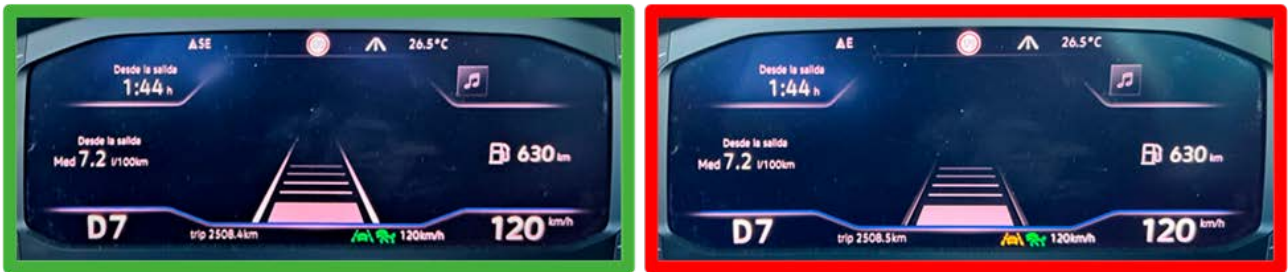 ASE 26.5°C
Desde la salida
1:44 h
Desde la salida
Med 7.2 l/100km
630 km
D7
trip 2508.4km
120km/h
120 km/h
AE 26.5°C
Desde la salida
1:44 h
Desde la salida
Med 7.2 l/100km
630 km
D7
trip 2508.5km
120km/h
120 km/h